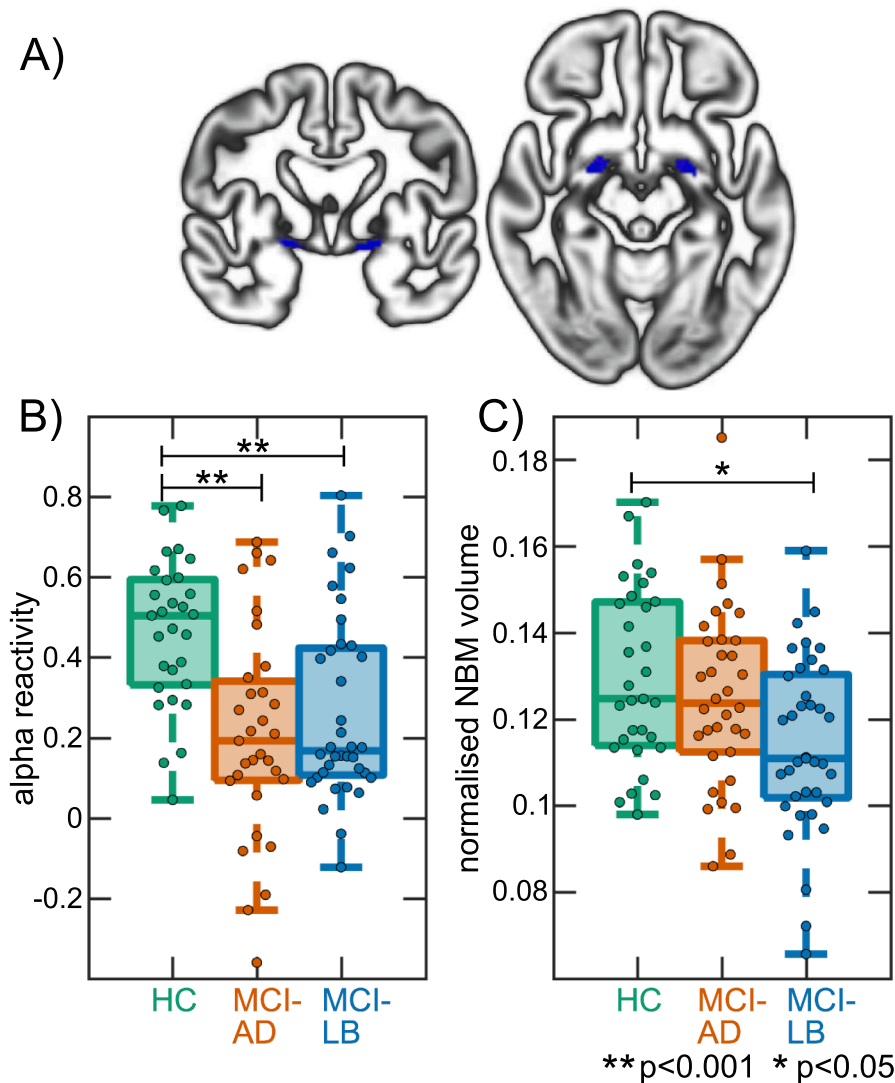 A)
B)
**
**
0.8
0.6
0.4
0.2
0
-0.2
alpha reactivity
HC
MCI-
AD
MCI-
LB
C)
*
0.18
0.16
0.14
0.12
0.1
0.08
normalised NBM volume
HC
MCI-
AD
MCI-
LB
** p<0.001 * p<0.05